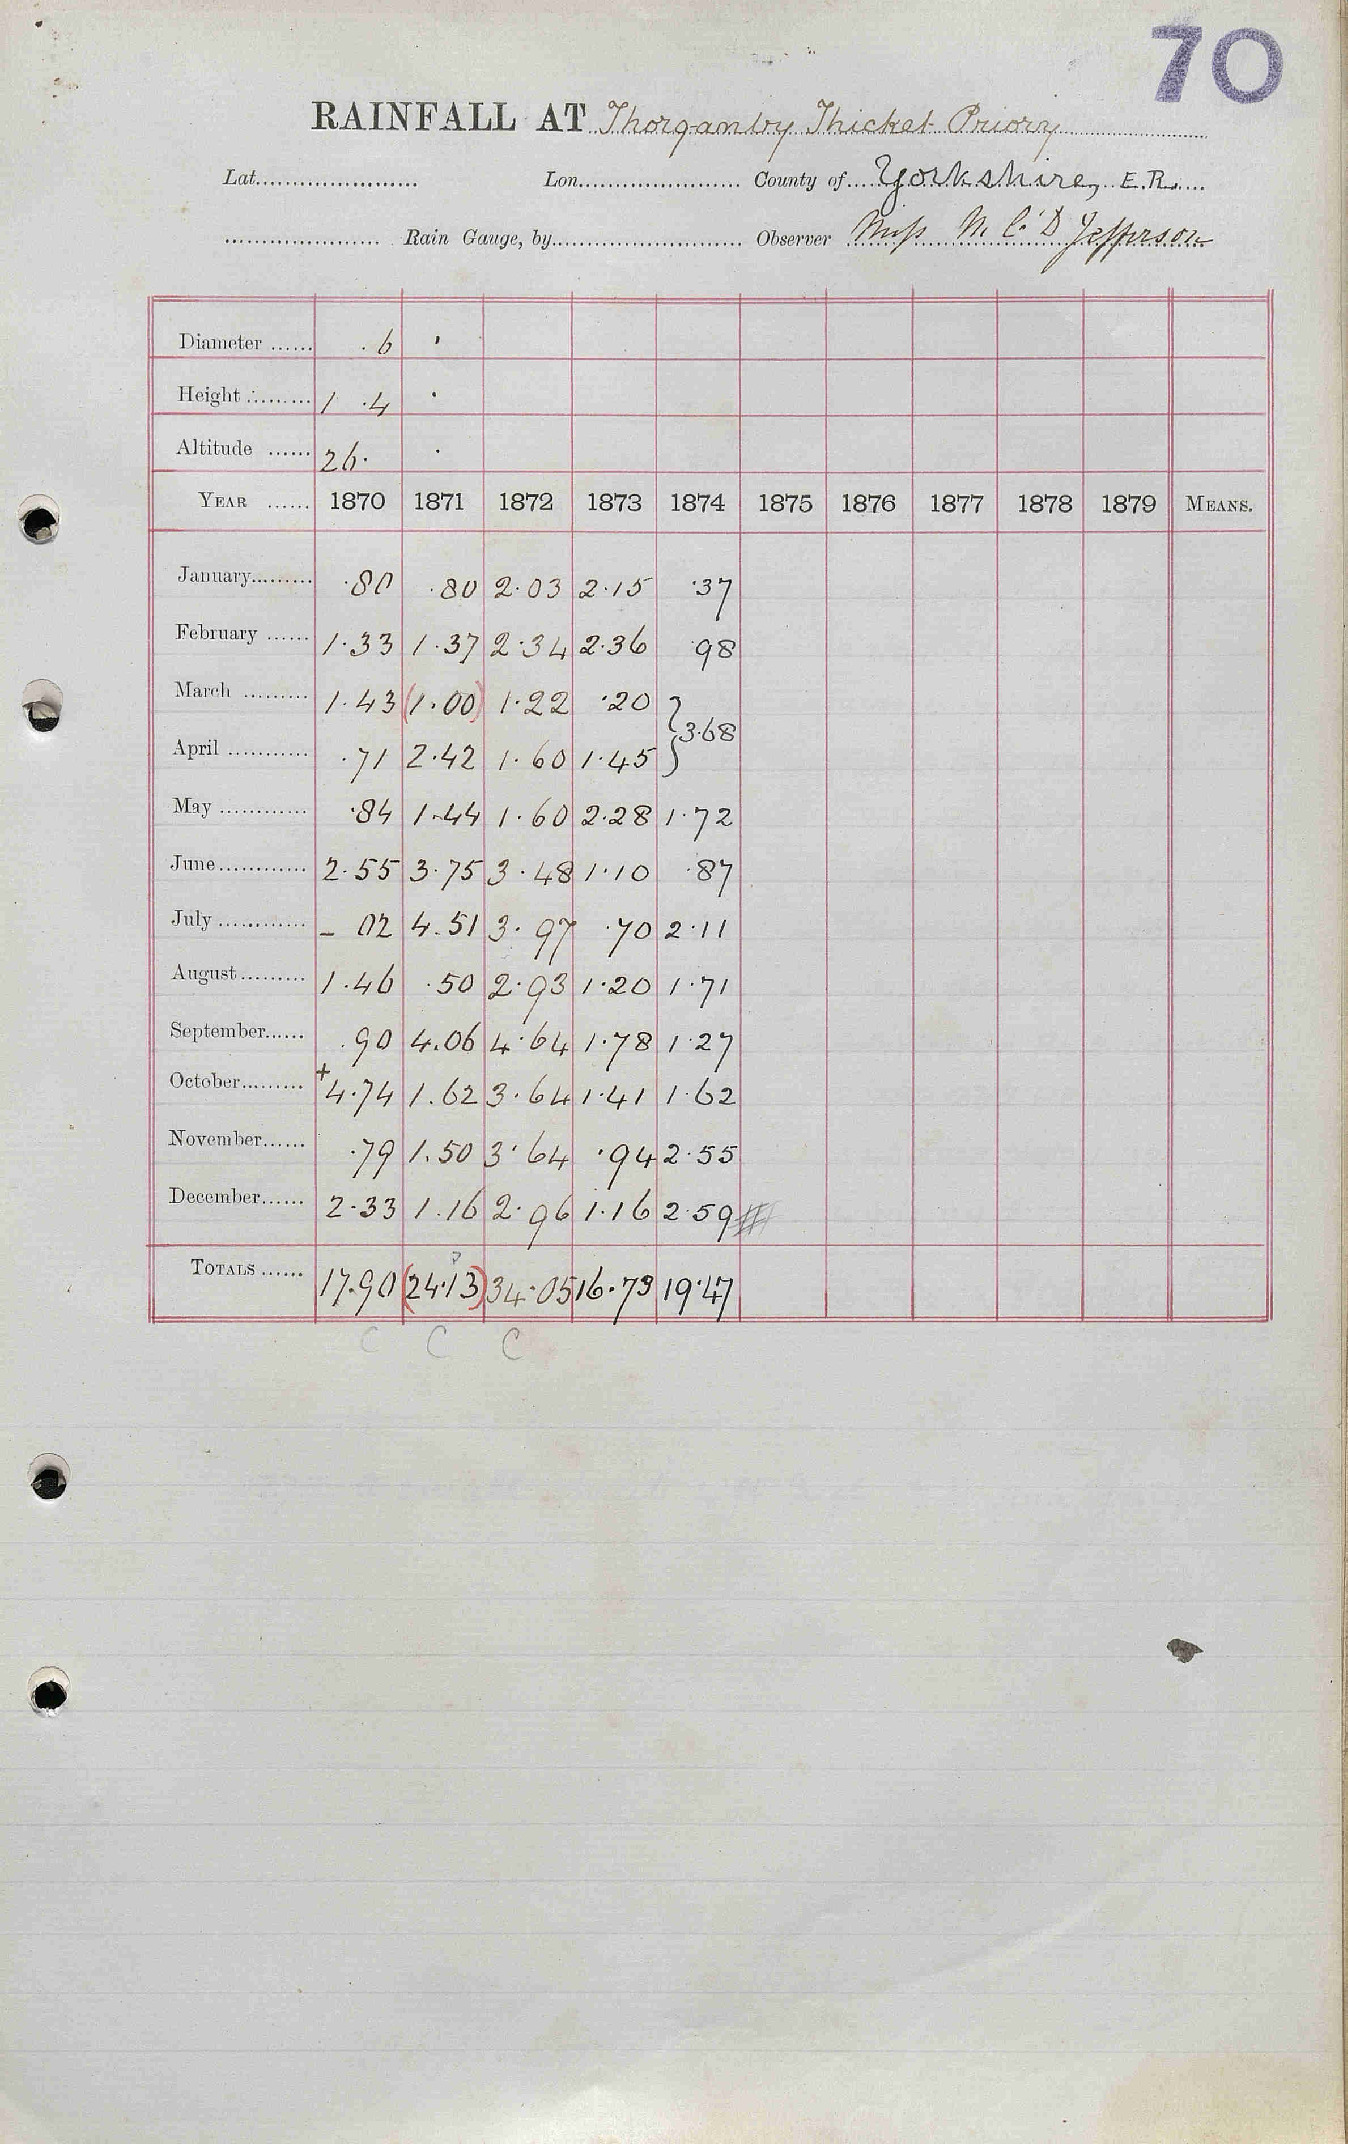 70
RAINFALL AT Thorganby Thicket Priory
Lat. Lon. County of Yorkshire, E.R.
Rain Gauge, by Observer Miss M. C. D Jefferson
Diameter 6
Height 1 .4
Altitude 26.
YEAR 1870 1871 1872 1873 1874 1875 1876 1877 1878 1879 MEANS.
January .80 .80 2.03 2.15 .37
February 1.33 1.37 2.34 2.36 .98
March 1.43 (1.00) 1.22 .20 } 3.68
April .71 2.42 1.60 1.45
May .84 1.44 1.60 2.28 1.72
June 2.55 3.75 3.48 1.10 .87
July – 02 4.51 3.97 .70 2.11
August 1.46 .50 2.93 1.20 1.71
September .90 4.06 4.64 1.78 1.27
October +4.74 1.62 3.64 1.41 1.62
November .79 1.50 3.64 .94 2.55
December 2.33 1.16 2.96 1.16 2.59
TOTALS 17.90 (24.13) 34.05 16.73 19.47
C C C